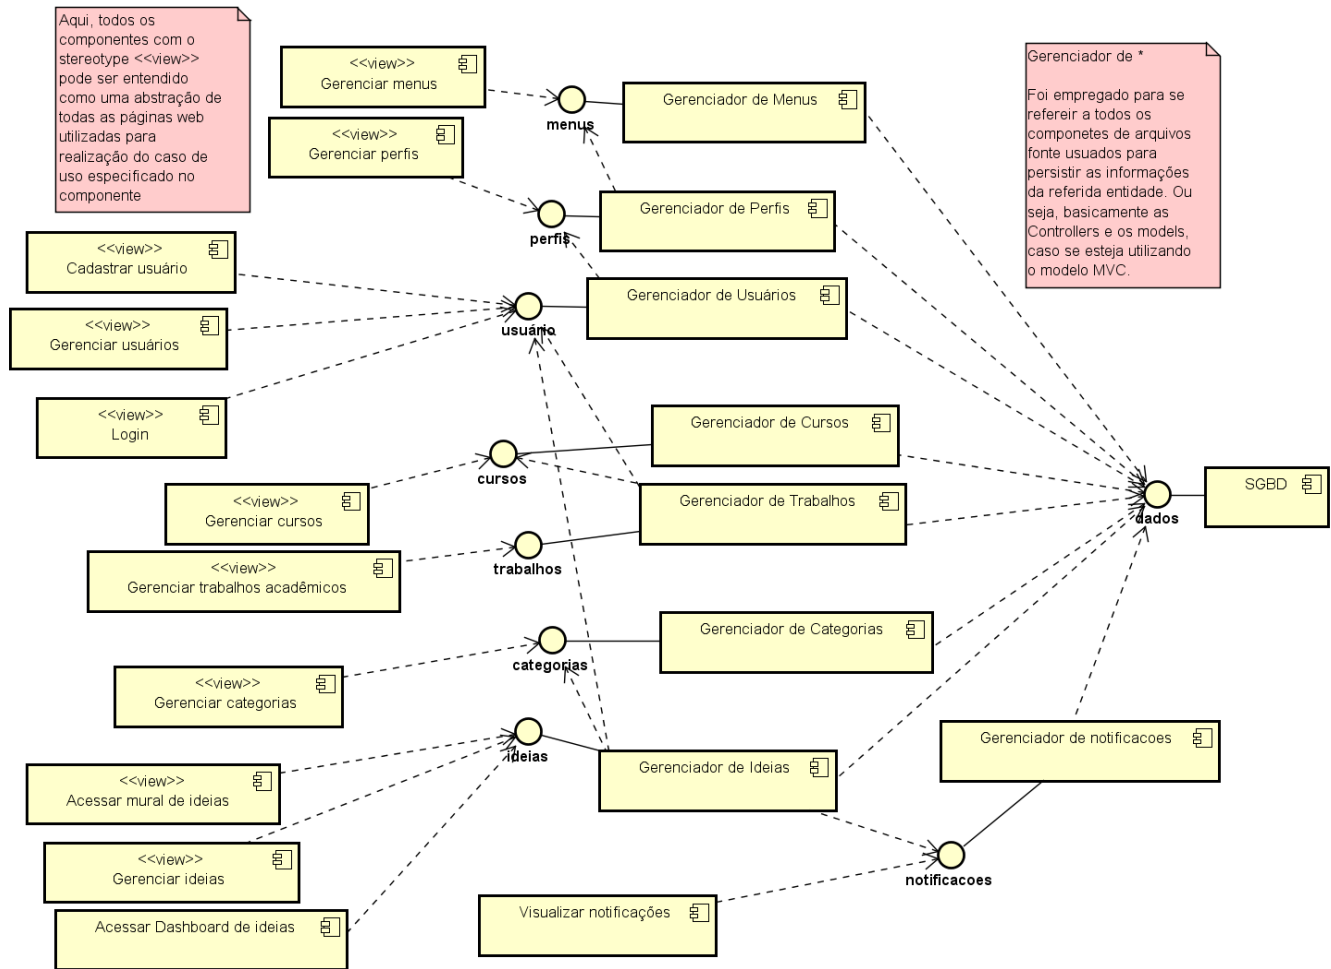 Aqui, todos os
componentes com o
stereotype <<view>>
pode ser entendido
como uma abstração de
todas as páginas web
utilizadas para
realização do caso de
uso especificado no
componente
<<view>>
Gerenciar menus
menus
Gerenciador de Menus
Gerenciador de *
Foi empregado para se
refereir a todos os
componetes de arquivos
fonte usuados para
persistir as informações
da referida entidade. Ou
seja, basicamente as
Controllers e os models,
caso se esteja utilizando
o modelo MVC.
<<view>>
Gerenciar perfis
perfis
Gerenciador de Perfis
<<view>>
Cadastrar usuário
<<view>>
Gerenciar usuários
<<view>>
Login
usuário
Gerenciador de Usuários
Gerenciador de Cursos
cursos
<<view>>
Gerenciar cursos
Gerenciador de Trabalhos
trabalhos
<<view>>
Gerenciar trabalhos acadêmicos
dados
SGBD
Gerenciador de Categorias
categorias
<<view>>
Gerenciar categorias
ideias
Gerenciador de Ideias
Gerenciador de notificacoes
<<view>>
Acessar mural de ideias
<<view>>
Gerenciar ideias
Acessar Dashboard de ideias
notificacoes
Visualizar notificações